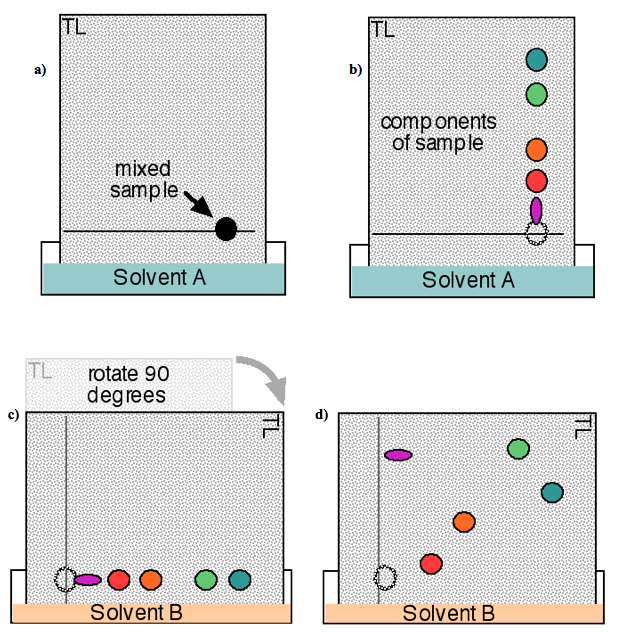 TL
a)
mixed
sample
Solvent A
TL
b)
components
of sample
Solvent A
TL
rotate 90
degrees
c)
TL
Solvent B
d)
TL
Solvent B